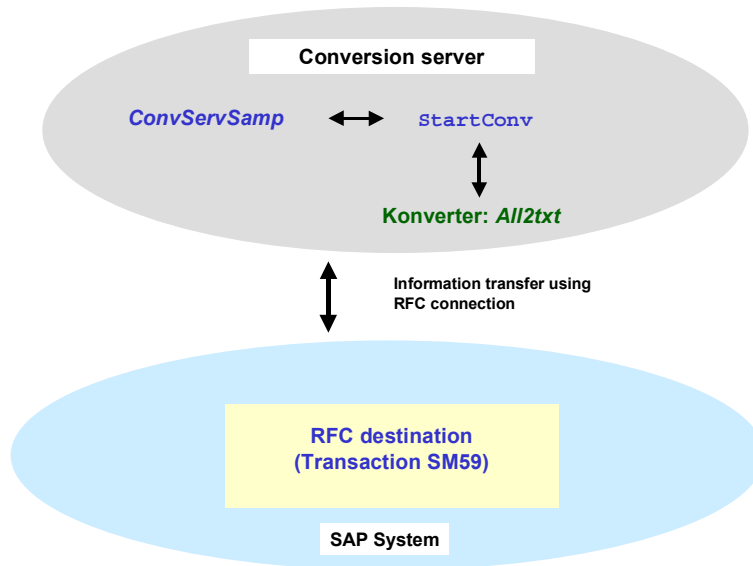 Conversion server
ConvServSamp
StartConv
Konverter: All2txt
Information transfer using
RFC connection
RFC destination
(Transaction SM59)
SAP System